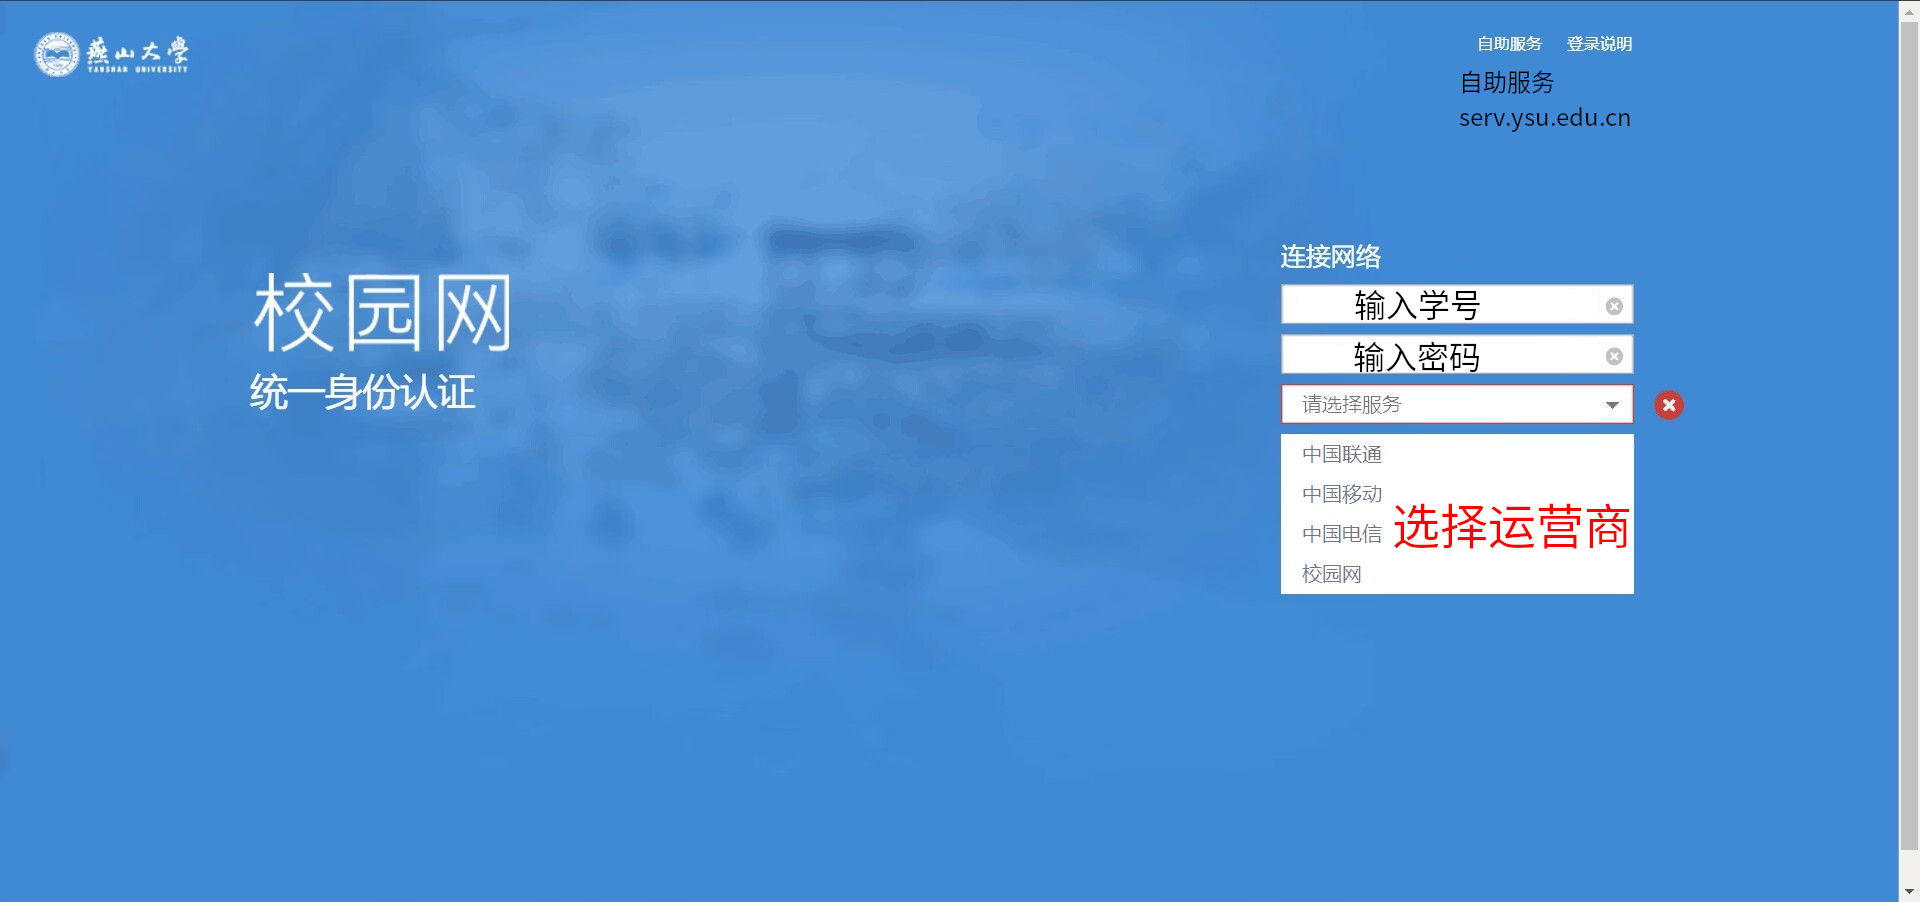 燕山大学
YANSHAN UNIVERSITY
自助服务 登录说明
自助服务
serv.ysu.edu.cn
校园网
统一身份认证
连接网络
输入学号
输入密码
请选择服务
中国联通
中国移动
中国电信
校园网
选择运营商